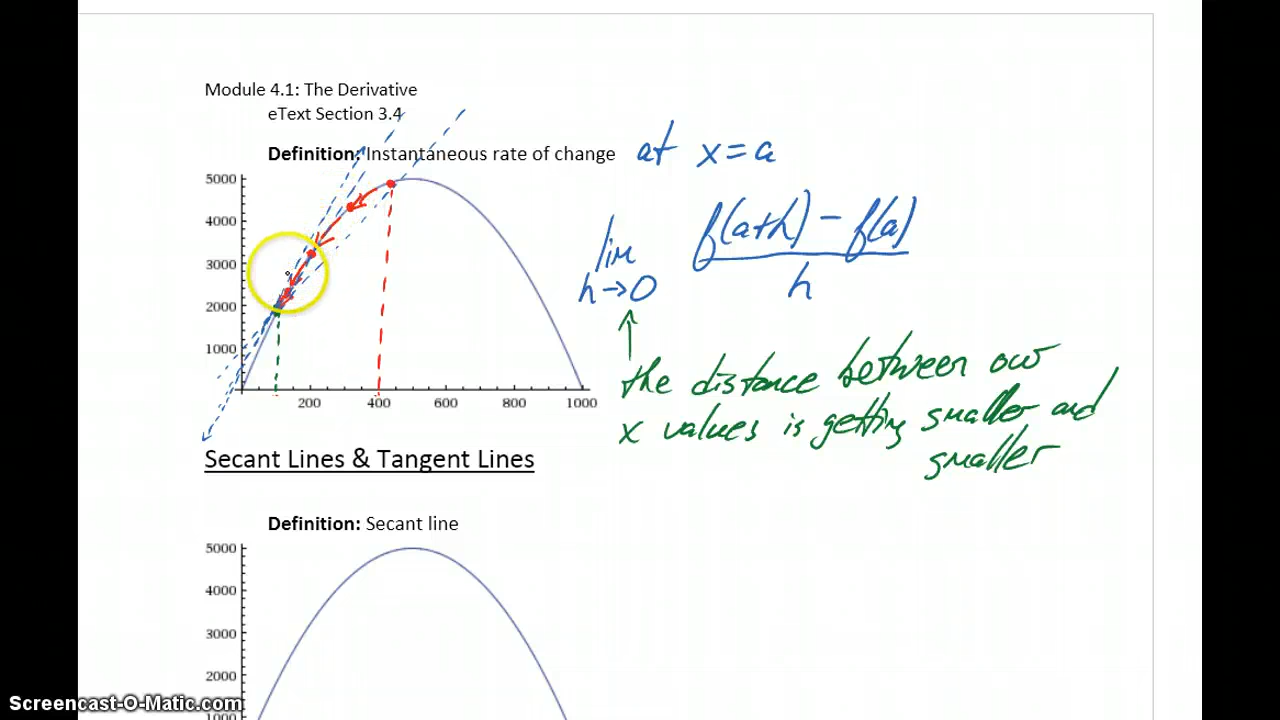 Module 4.1: The Derivative
eText Section 3.4
Definition: Instantaneous rate of change at x = a
5000
4000
3000
2000
1000
200 400 600 800 1000
lim h→0 f(a+h) - f(a)
h
the distance between our
x values is getting smaller and
smaller
Secant Lines & Tangent Lines
Definition: Secant line
5000
4000
3000
2000
1000
Screencast-O-Matic.com